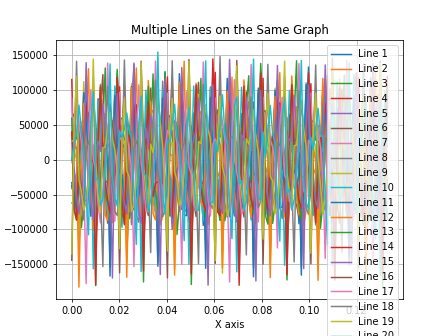 Multiple Lines on the Same Graph
150000
100000
50000
0
−50000
−100000
−150000
0.00
0.02
0.04
0.06
0.08
0.10
X axis
Line 1
Line 2
Line 3
Line 4
Line 5
Line 6
Line 7
Line 8
Line 9
Line 10
Line 11
Line 12
Line 13
Line 14
Line 15
Line 16
Line 17
Line 18
Line 19
Line 20